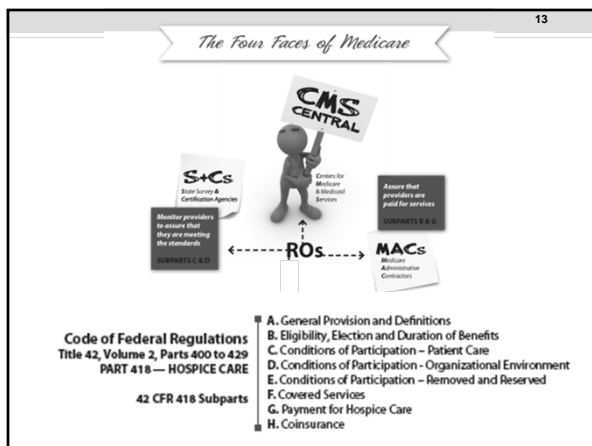 13
The Four Faces of Medicare
CMS
CENTRAL
S+Cs
State Survey &
Certification Agencies
Centers for
Medicare
& Medicaid
Services
Assure that
providers are
paid for services
SUBPARTS B & G
Monitor providers
to assure that
they are meeting
the standards
SUBPARTS C & D
ROs
MACs
Medicare
Administrative
Contractors
Code of Federal Regulations
Title 42, Volume 2, Parts 400 to 429
PART 418 — HOSPICE CARE
42 CFR 418 Subparts
A. General Provision and Definitions
B. Eligibility, Election and Duration of Benefits
C. Conditions of Participation – Patient Care
D. Conditions of Participation - Organizational Environment
E. Conditions of Participation – Removed and Reserved
F. Covered Services
G. Payment for Hospice Care
H. Coinsurance